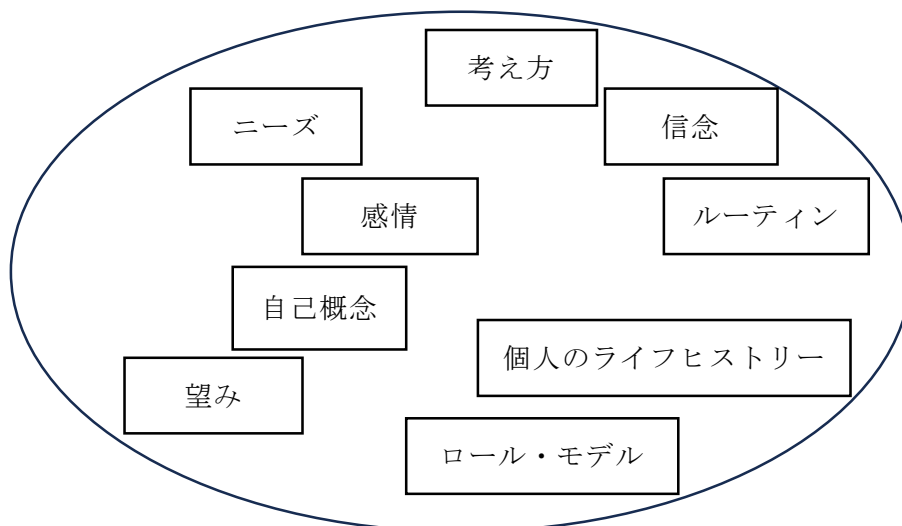 考え方
ニーズ
信念
感情
ルーティン
自己概念
個人のライフヒストリー
望み
ロール・モデル